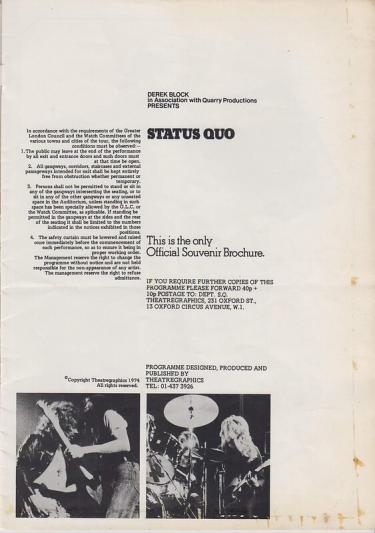 DEREK BLOCK
in Association with Quarry Productions
PRESENTS
STATUS QUO
In accordance with the requirements of the Greater
London Council and the Watch Committees of the
various towns and cities of the tour, the following
conditions must be observed:-
1. The public may leave at the end of the performance
by all exit and entrance doors and such doors must
at that time be open.
2. All gangways, corridors, staircases and external
passageways intended for exit shall be kept entirely
free from obstruction whether permanent or
temporary.
3. Persons shall not be permitted to stand or sit in
any of the gangways intersecting the seating, or to
sit in any of the other gangways or any unseated
space in the Auditorium, unless standing in such
space has been specially allowed by the G.L.C. or
the Watch Committee, as aplicable. If standing be
permitted in the gangways at the sides and the rear
of the seating it shall be limited to the numbers
indicated in the notices exhibited in those
positions.
4. The safety curtain must be lowered and raised
once immediately before the commencement of
each performance, so as to ensure it being in
proper working order.
The Management reserve the right to change the
programme without notice and are not held
responsible for the non-appearance of any artist.
The management reserve the right to refuse
admittance.
This is the only
Official Souvenir Brochure.
IF YOU REQUIRE FURTHER COPIES OF THIS
PROGRAMME PLEASE FORWARD 40p +
10p POSTAGE TO: DEPT. S.Q.
THEATREGRAPHICS, 231 OXFORD ST.,
13 OXFORD CIRCUS AVENUE, W.1.
PROGRAMME DESIGNED, PRODUCED AND
PUBLISHED BY
THEATREGRAPHICS
TEL: 01-437 3926
©Copyright Theatregraphics 1974
All rights reserved.